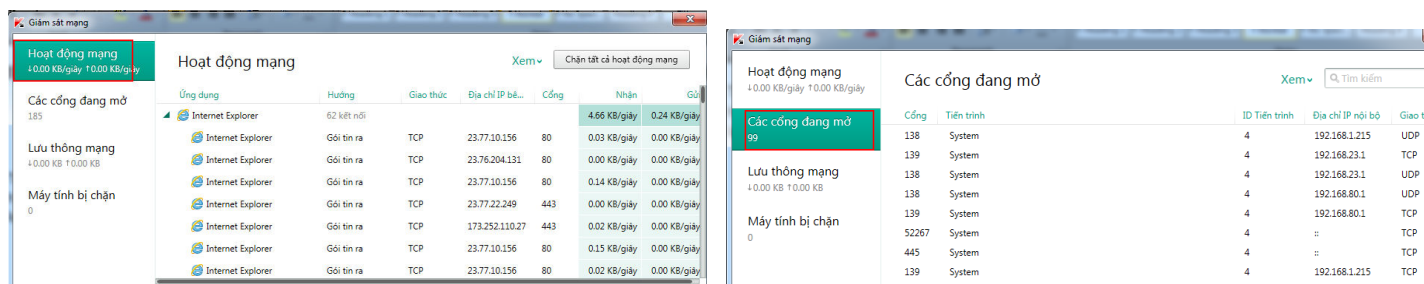 Giám sát mạng
Hoạt động mạng
↓0.00 KB/giây ↑0.00 KB/giây
Các cổng đang mở
185
Lưu thông mạng
↓0.00 KB ↑0.00 KB
Máy tính bị chặn
0
Hoạt động mạng
Xem
Chặn tất cả hoạt động mạng
Ứng dụng Hướng Giao thức Địa chỉ IP bê... Cổng Nhận Gử
Internet Explorer 62 kết nối 4.66 KB/giây 0.24 KB/giây
Internet Explorer Gói tin ra TCP 23.77.10.156 80 0.03 KB/giây 0.00 KB/giây
Internet Explorer Gói tin ra TCP 23.76.204.131 80 0.00 KB/giây 0.00 KB/giây
Internet Explorer Gói tin ra TCP 23.77.10.156 80 0.14 KB/giây 0.00 KB/giây
Internet Explorer Gói tin ra TCP 23.77.22.249 443 0.00 KB/giây 0.00 KB/giây
Internet Explorer Gói tin ra TCP 173.252.110.27 443 0.02 KB/giây 0.00 KB/giây
Internet Explorer Gói tin ra TCP 23.77.10.156 80 0.15 KB/giây 0.00 KB/giây
Internet Explorer Gói tin ra TCP 23.77.10.156 80 0.02 KB/giây 0.00 KB/giây
Giám sát mạng
Hoạt động mạng
↓0.00 KB/giây ↑0.00 KB/giây
Các cổng đang mở
99
Lưu thông mạng
↓0.00 KB ↑0.00 KB
Máy tính bị chặn
0
Các cổng đang mở
Xem
Tìm kiếm
Cổng Tiến trình ID Tiến trình Địa chỉ IP nội bộ Giao t
138 System 4 192.168.1.215 UDP
139 System 4 192.168.23.1 TCP
138 System 4 192.168.23.1 UDP
138 System 4 192.168.80.1 UDP
139 System 4 192.168.80.1 TCP
52267 System 4 :: TCP
445 System 4 :: TCP
139 System 4 192.168.1.215 TCP